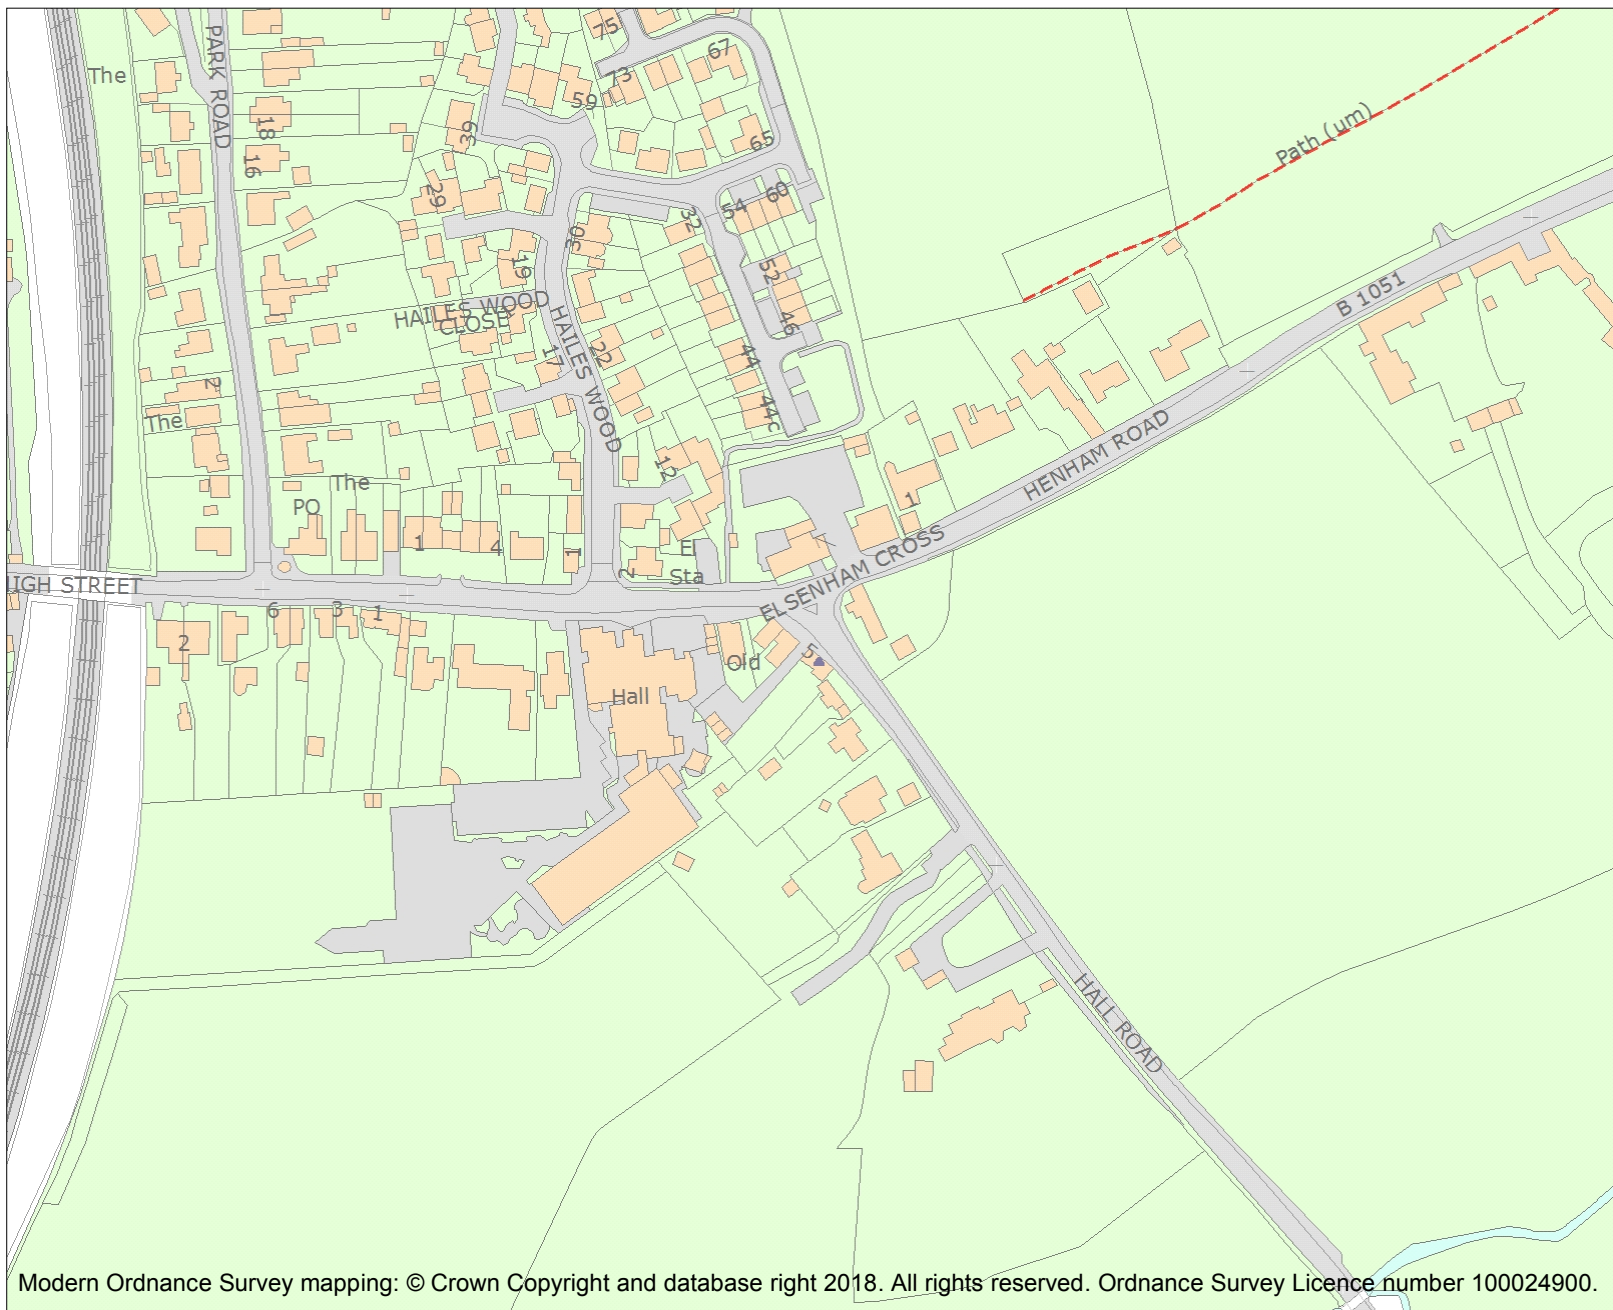 75
67
The
PARK ROAD
73
59
18
39
65
Path (um)
16
29
60
54
32
30
19
52
B 1051
HAILES WOOD
CLOSE
HAILES WOOD
46
17
22
44
2
44c
The
HENHAM ROAD
12
The
1
PO
1
4
1
El
Sta
2
ELSENHAM CROSS
HIGH STREET
6
3
1
2
5
Old
Hall
HALL ROAD
Modern Ordnance Survey mapping: © Crown Copyright and database right 2018. All rights reserved. Ordnance Survey Licence number 100024900.